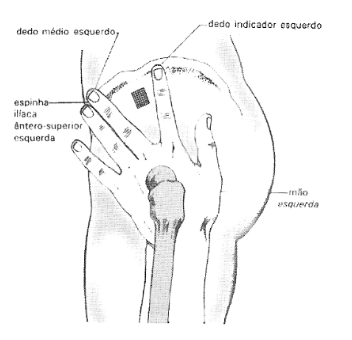 dedo médio esquerdo
dedo indicador esquerdo
espinha
ilíaca
ântero-superior
esquerda
mão
esquerda